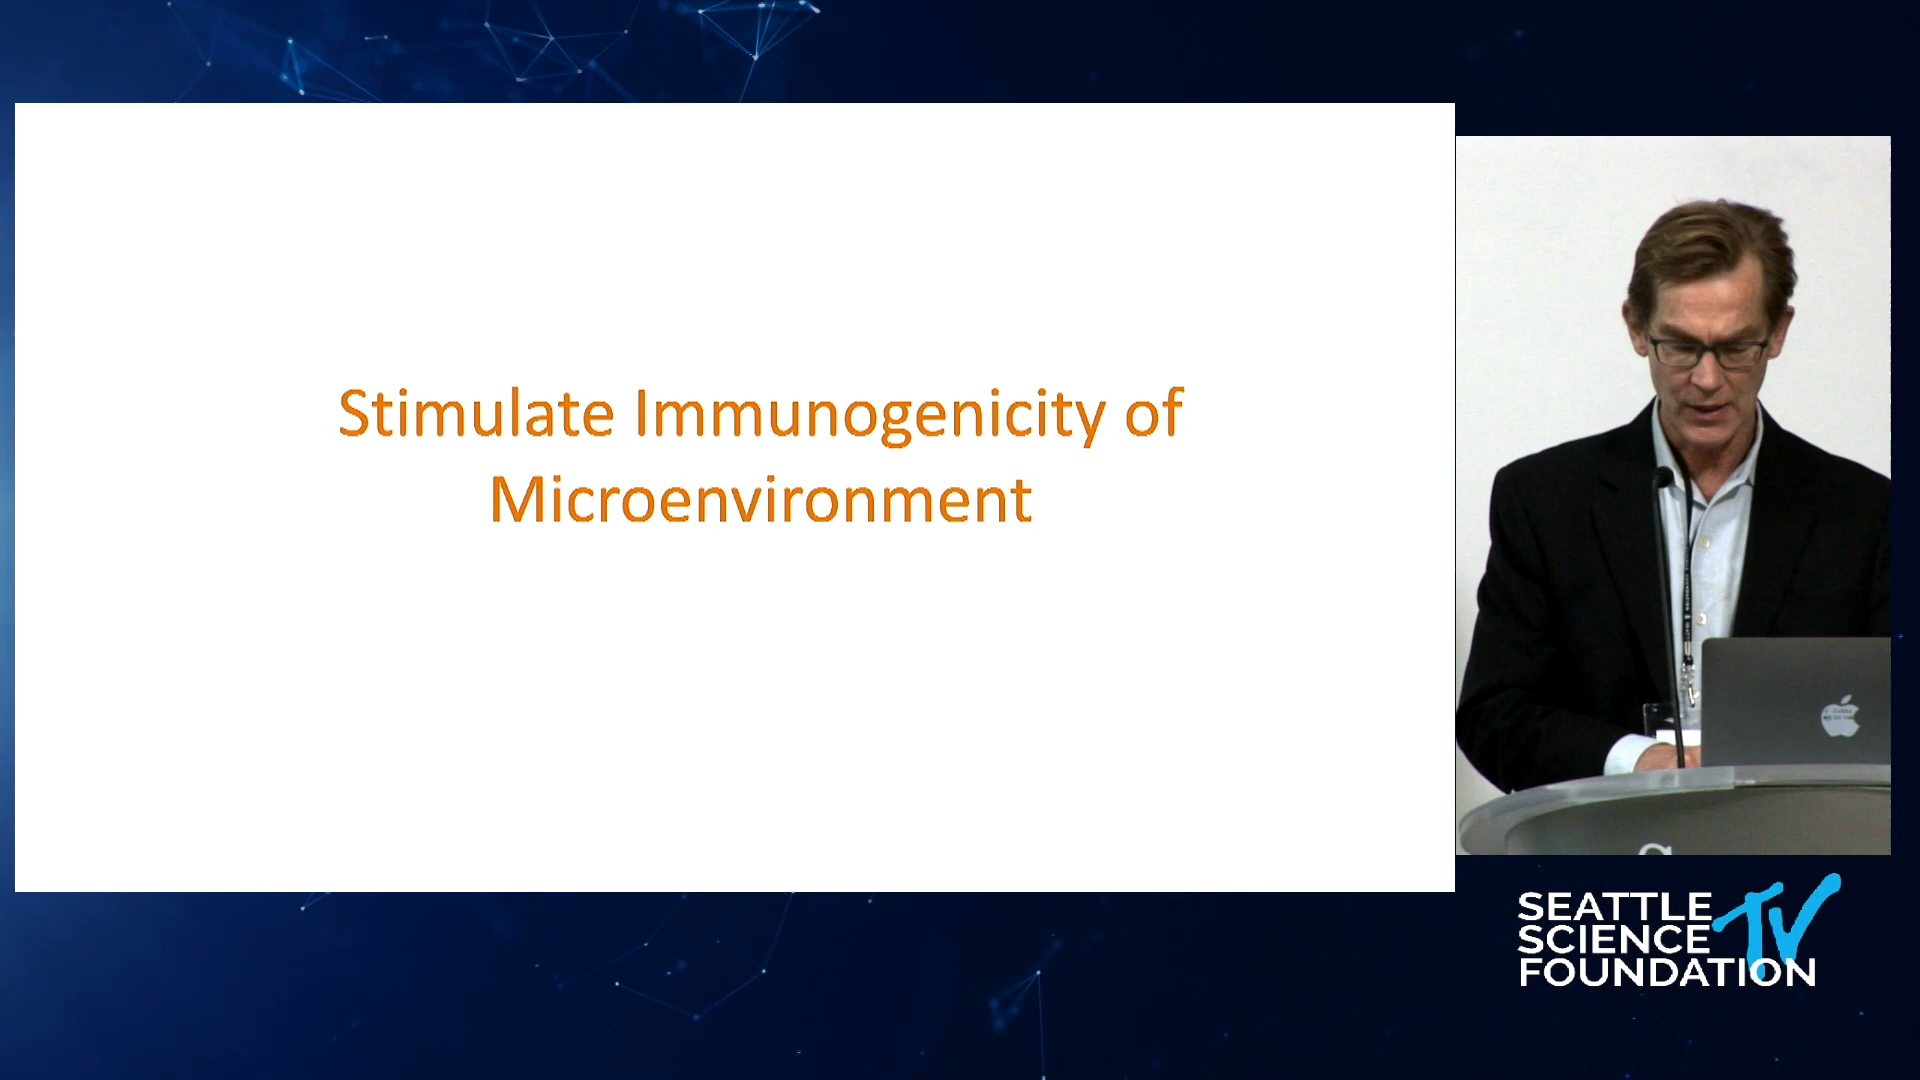 Stimulate Immunogenicity of
Microenvironment
SEATTLE
SCIENCE
FOUNDATION
TV